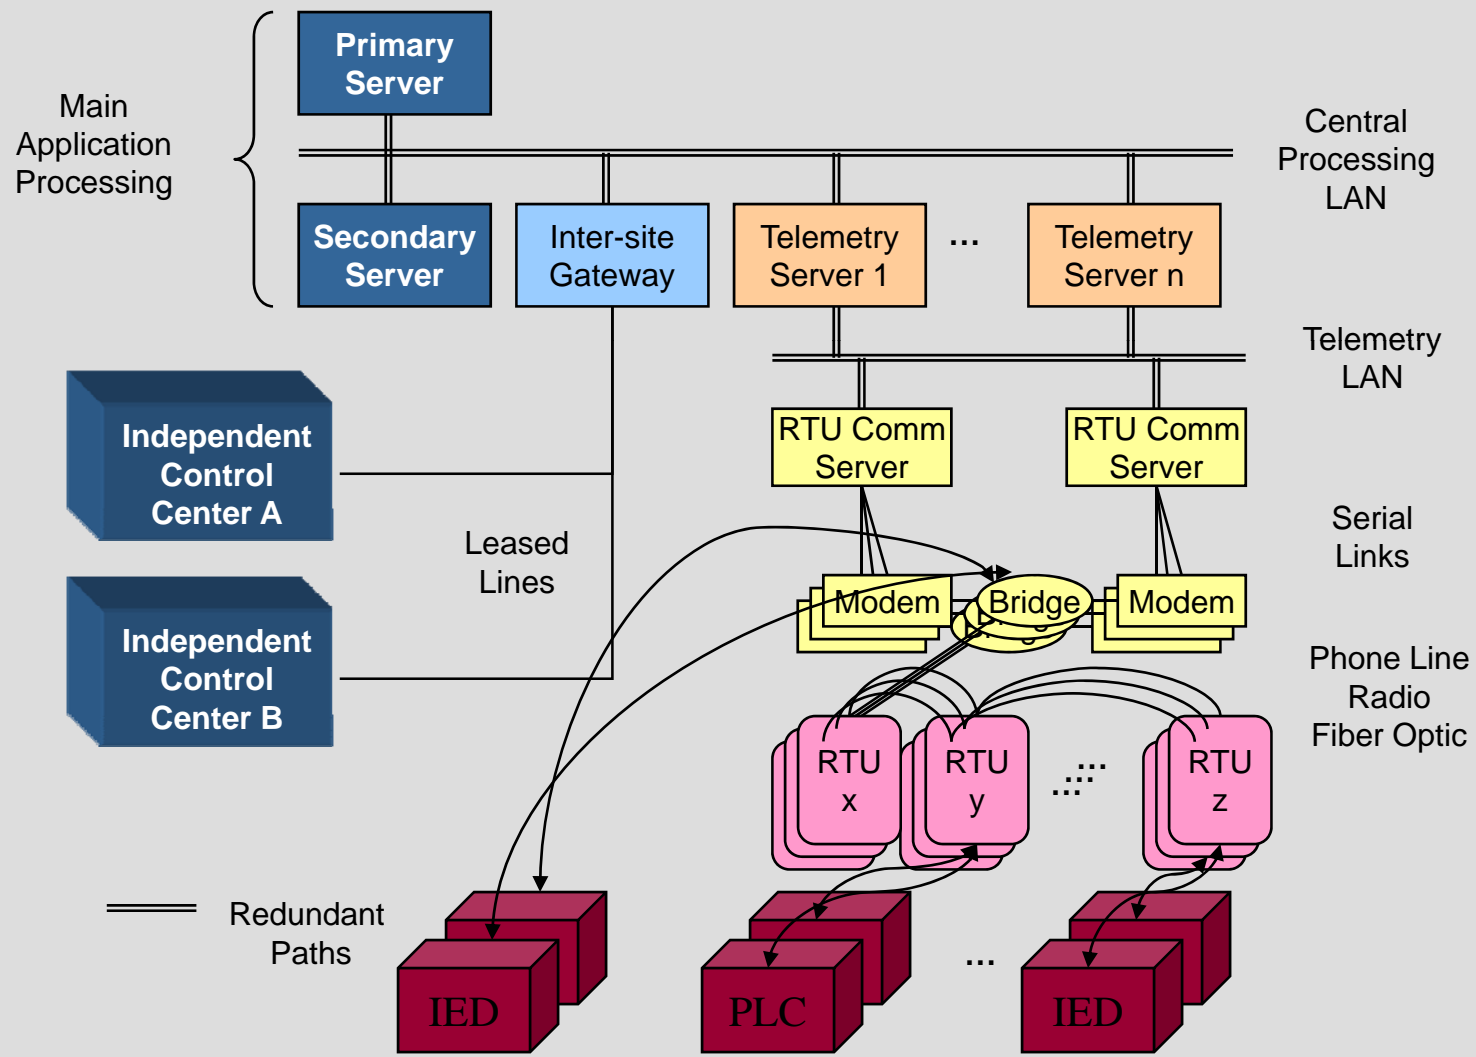 Primary
Server
Main
Application
Processing
Central
Processing
LAN
Secondary
Server
Inter-site
Gateway
Telemetry
Server 1
...
Telemetry
Server n
Telemetry
LAN
Independent
Control
Center A
RTU Comm
Server
RTU Comm
Server
Leased
Lines
Serial
Links
Modem
Bridge
Modem
Independent
Control
Center B
Phone Line
Radio
Fiber Optic
RTU
x
RTU
y
...
...
...
RTU
z
Redundant
Paths
IED
PLC
...
IED